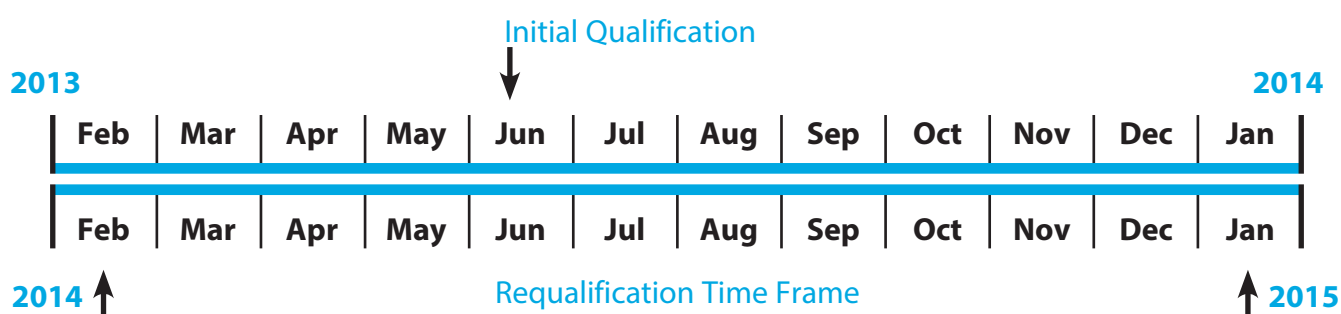 Initial Qualification
2013 2014
Feb Mar Apr May Jun Jul Aug Sep Oct Nov Dec Jan
Feb Mar Apr May Jun Jul Aug Sep Oct Nov Dec Jan
2014 Requalification Time Frame 2015